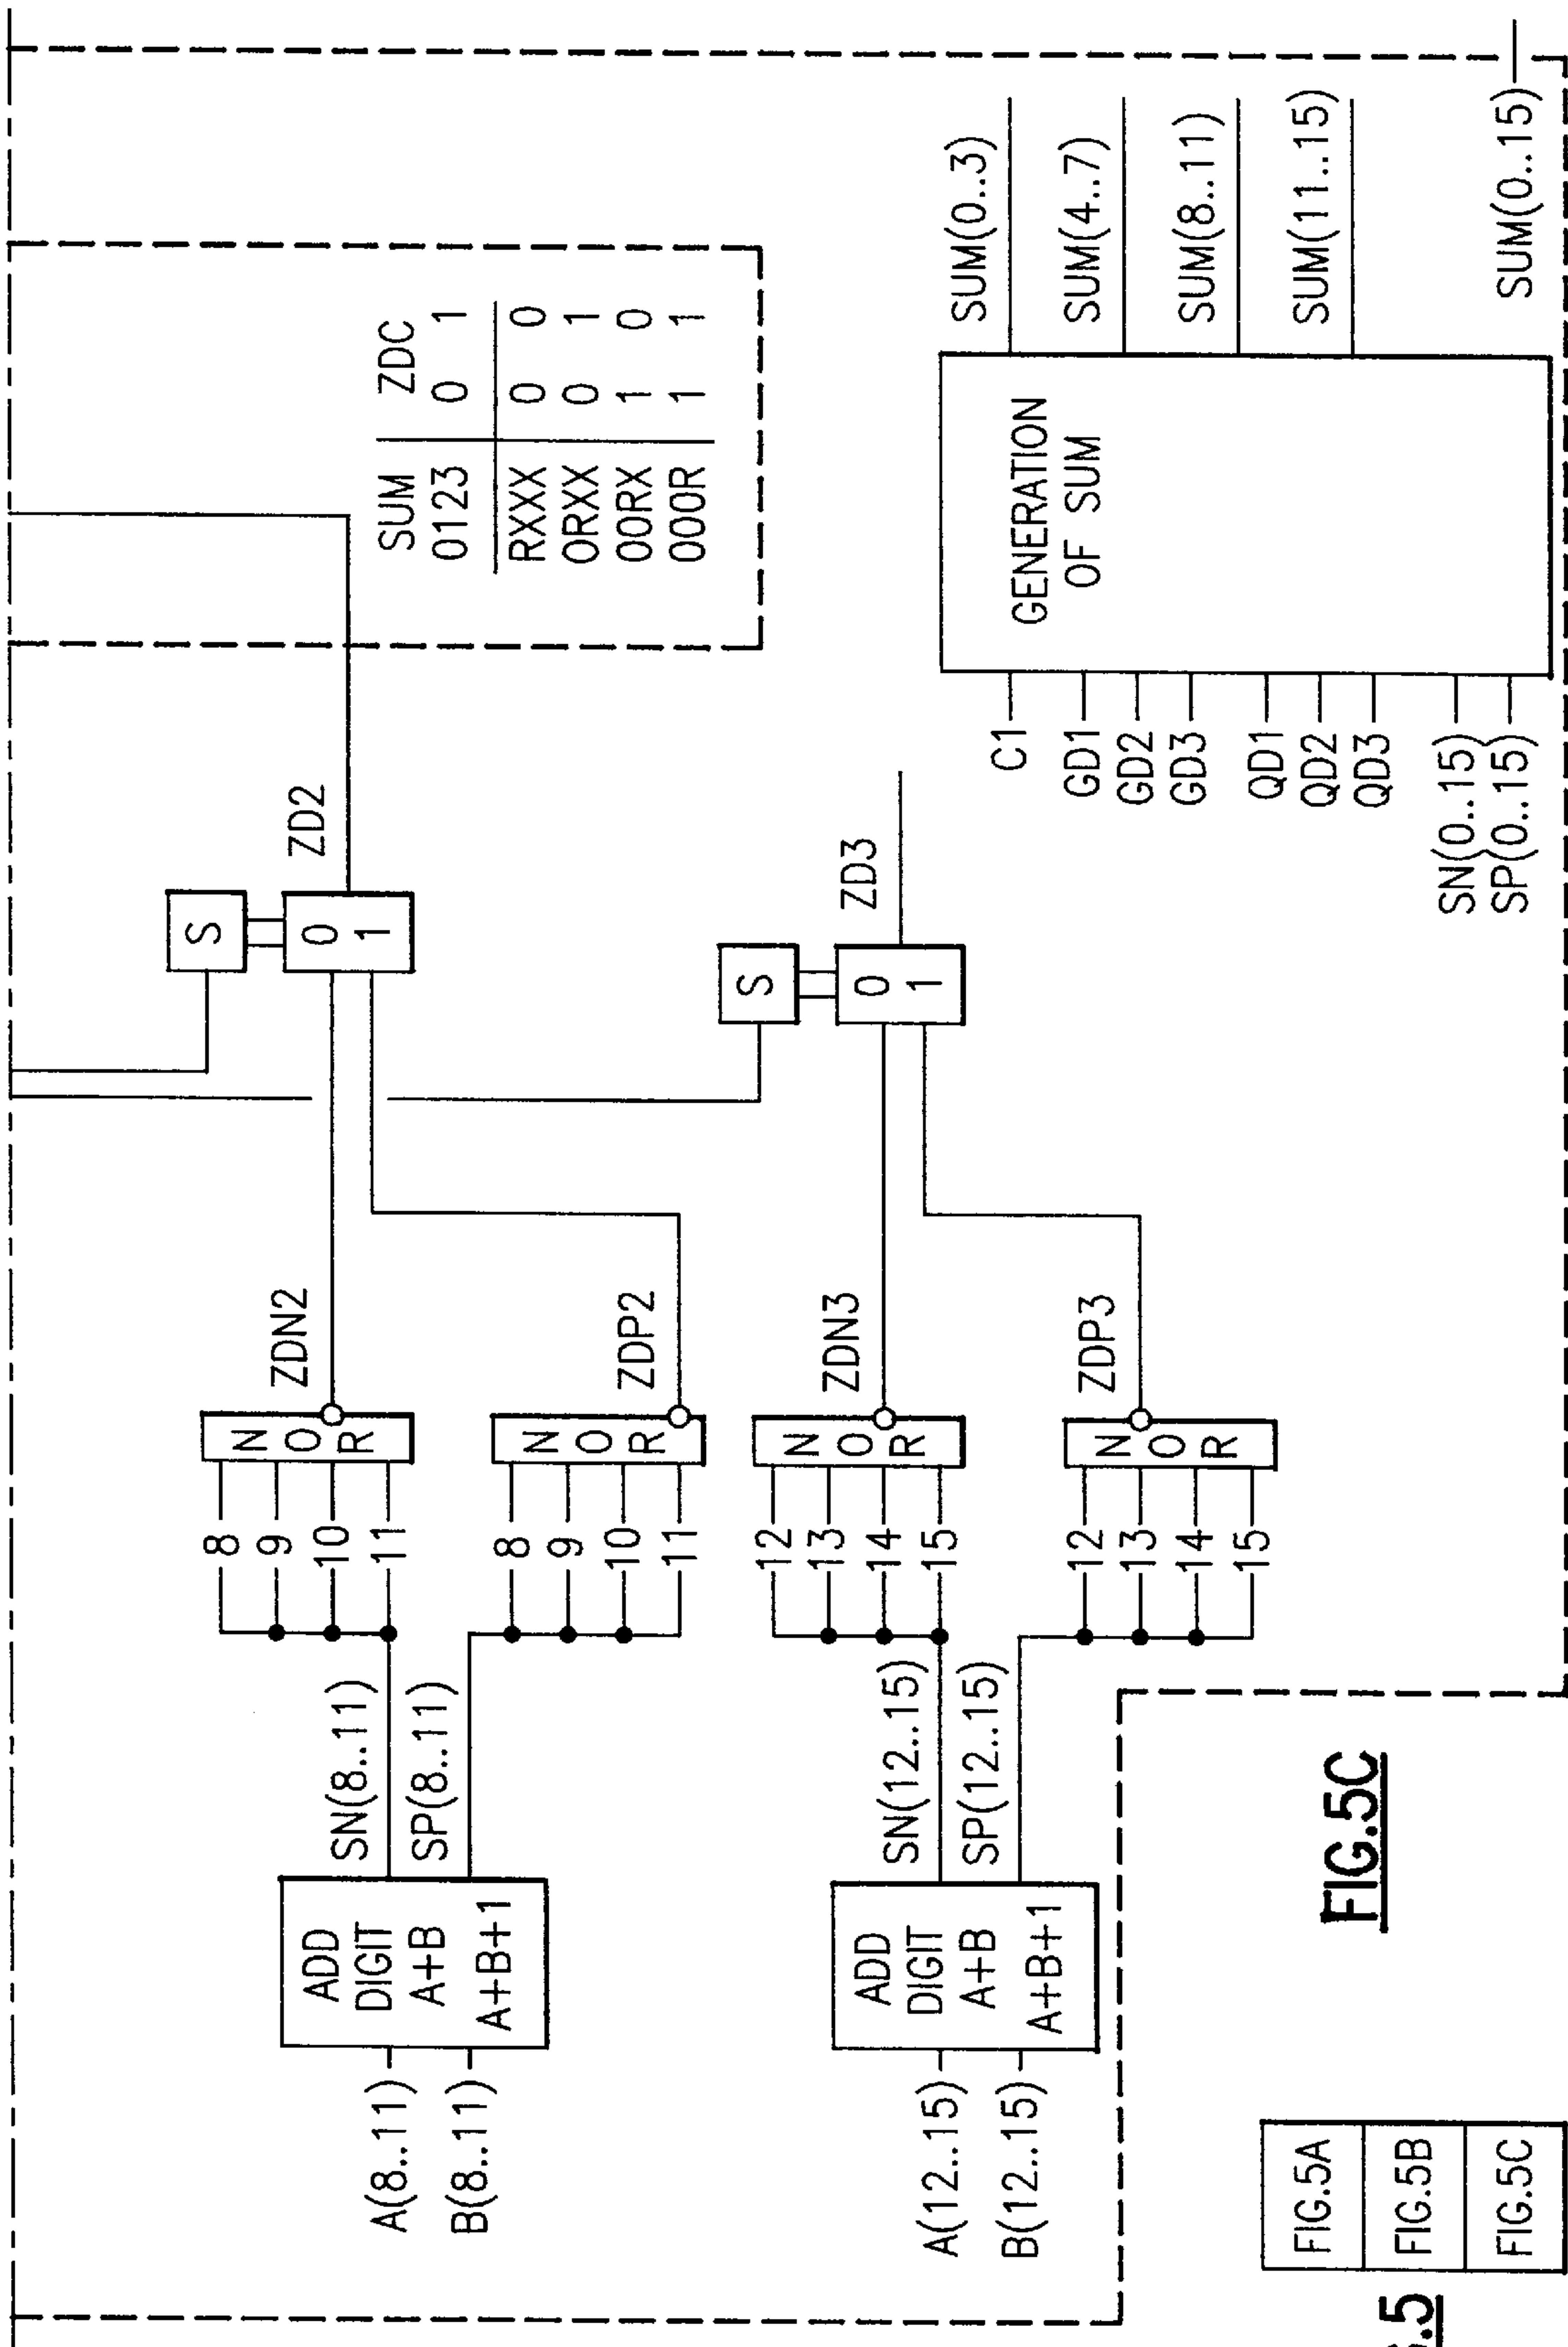 A(8..11)
B(8..11)
ADD
DIGIT
A+B
A+B+1
SN(8..11)
SP(8..11)
8
9
10
11
NOR
ZDN2
8
9
10
11
NOR
ZDP2
S
0
1
ZD2
SUM ZDC
0123 0 1
RXXX 0 0
0RXX 0 1
00RX 1 0
000R 1 1
A(12..15)
B(12..15)
ADD
DIGIT
A+B
A+B+1
SN(12..15)
SP(12..15)
12
13
14
15
NOR
ZDN3
12
13
14
15
NOR
ZDP3
S
0
1
ZD3
C1
GD1
GD2
GD3
QD1
QD2
QD3
SN(0..15)
SP(0..15)
GENERATION
OF SUM
SUM(0..3)
SUM(4..7)
SUM(8..11)
SUM(11..15)
SUM(0..15)
FIG.5A
FIG.5B
FIG.5C
FIG.5C